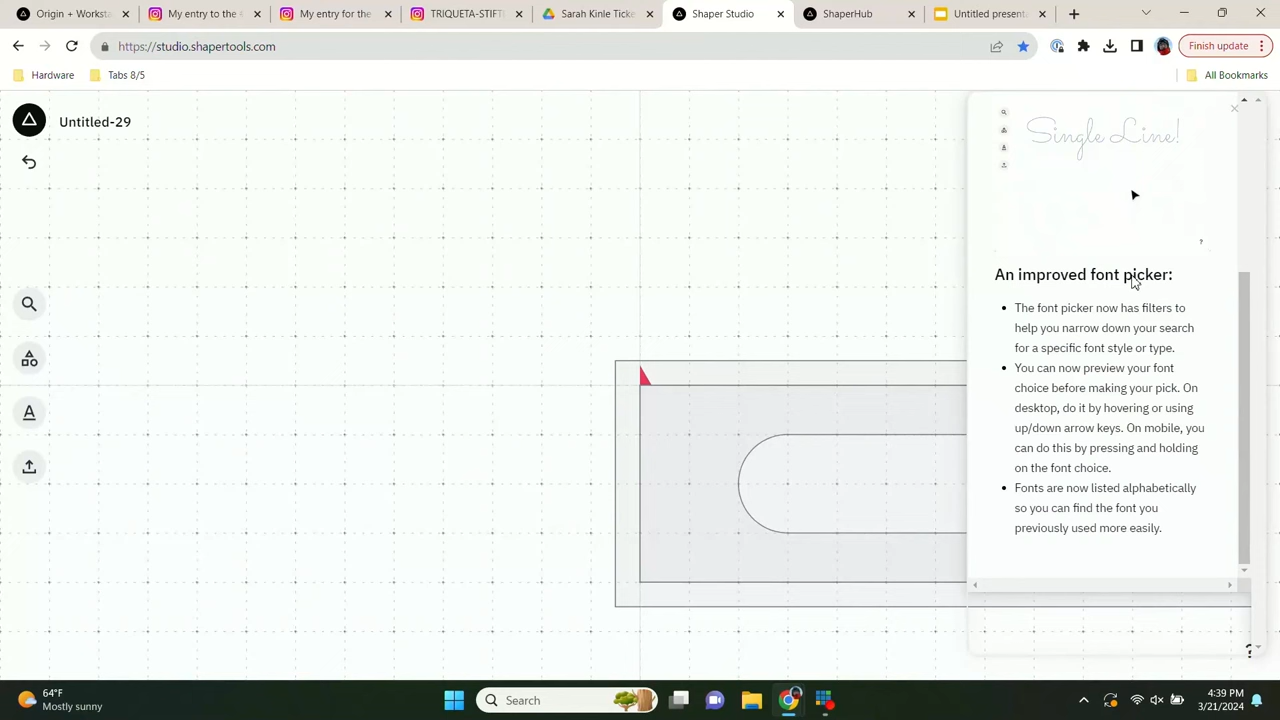 Origin + Worksta
My entry to the s
My entry for the
TRIQUETA-STIFTE
Sarah Kinle Ticke
Shaper Studio
ShaperHub
Untitled present
https://studio.shapertools.com
Finish update
Hardware
Tabs 8/5
All Bookmarks
Untitled-29
Single Line!
?
An improved font picker:
• The font picker now has filters to
help you narrow down your search
for a specific font style or type.
• You can now preview your font
choice before making your pick. On
desktop, do it by hovering or using
up/down arrow keys. On mobile, you
can do this by pressing and holding
on the font choice.
• Fonts are now listed alphabetically
so you can find the font you
previously used more easily.
A
?
64°F
Mostly sunny
Search
4:39 PM
3/21/2024